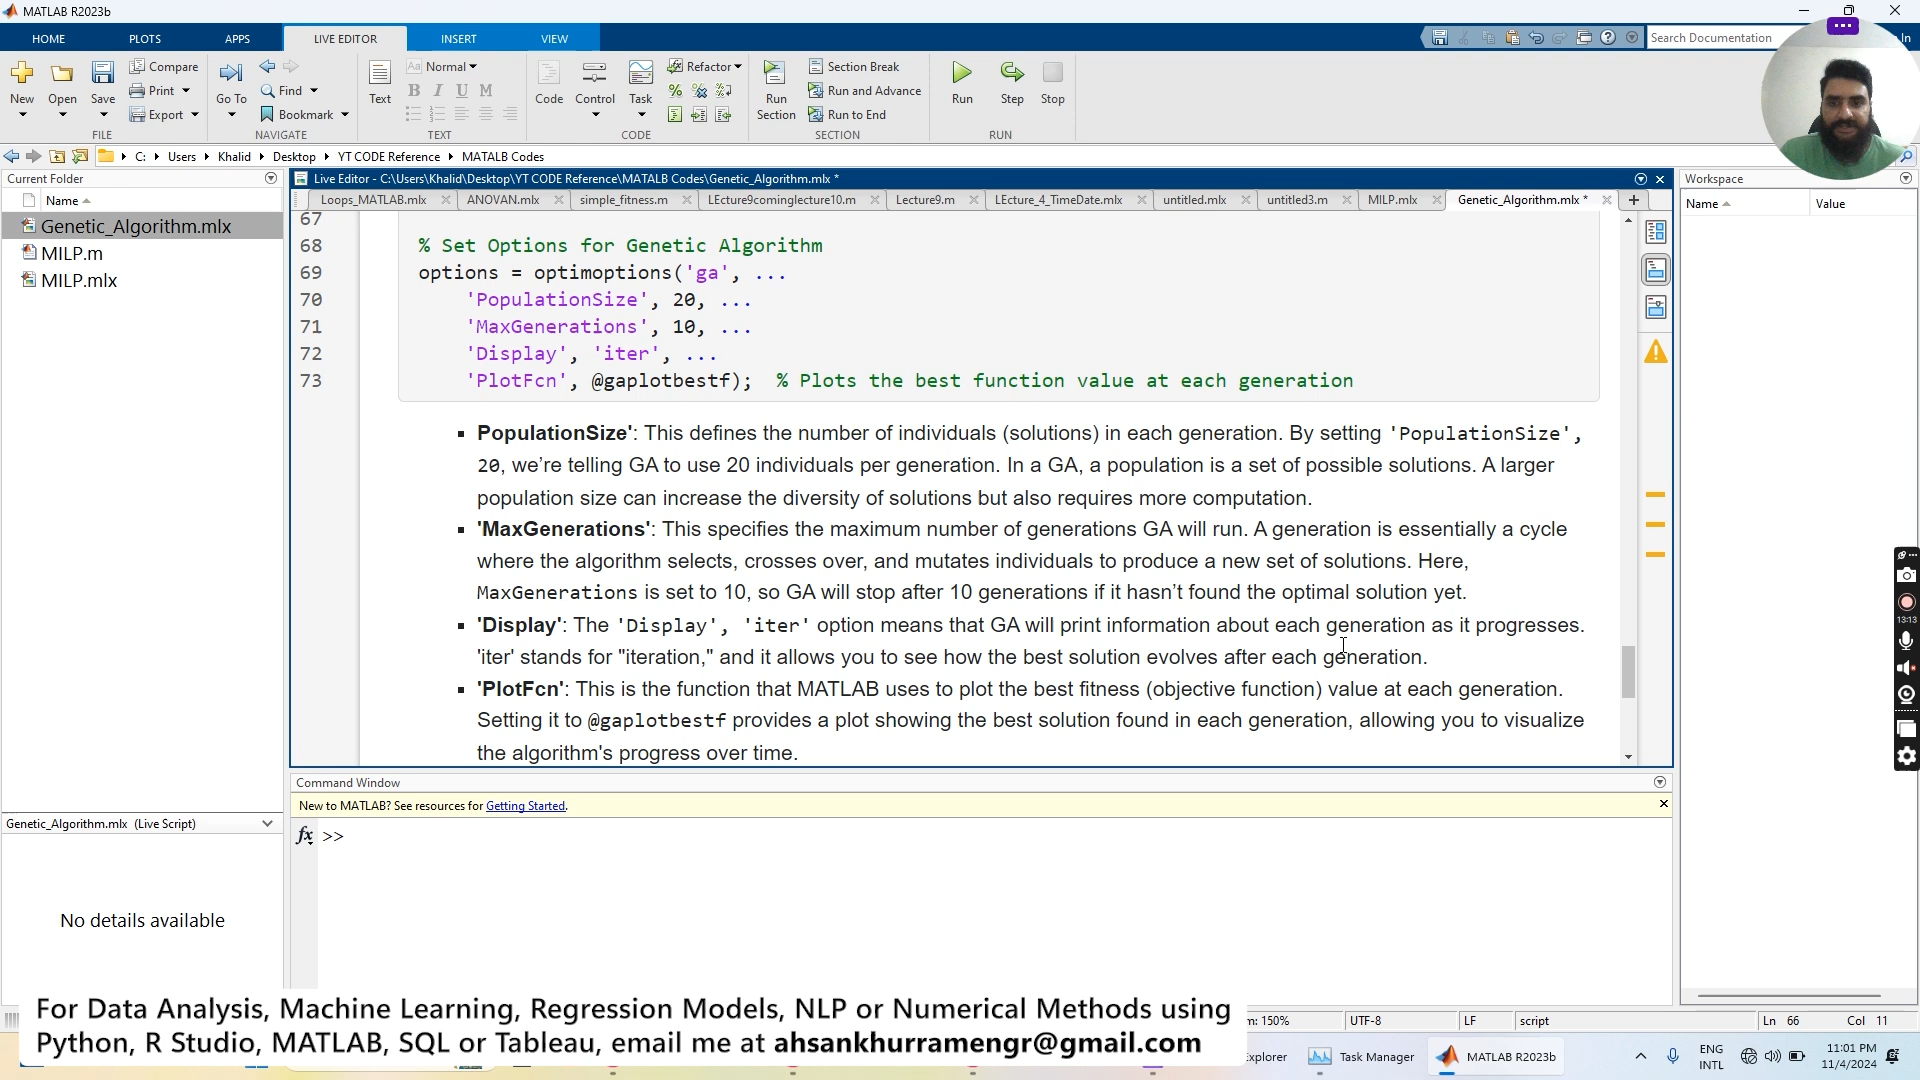 MATLAB R2023b
HOME PLOTS APPS LIVE EDITOR INSERT VIEW
Search Documentation
In
New Open Save Compare Print Export
Go To Find Bookmark
Text Normal B I U M
Code Control Task Refactor
Run Section Section Break Run and Advance Run to End
Run Step Stop
FILE NAVIGATE TEXT CODE SECTION RUN
C: Users Khalid Desktop YT CODE Reference MATALB Codes
Current Folder
Name
Genetic_Algorithm.mlx
MILP.m
MILP.mlx
Genetic_Algorithm.mlx (Live Script)
No details available
Live Editor - C:\Users\Khalid\Desktop\YT CODE Reference\MATALB Codes\Genetic_Algorithm.mlx *
Loops_MATLAB.mlx ANOVAN.mlx simple_fitness.m LEcture9cominglecture10.m Lecture9.m LEcture_4_TimeDate.mlx untitled.mlx untitled3.m MILP.mlx Genetic_Algorithm.mlx *
67
68 % Set Options for Genetic Algorithm
69 options = optimoptions('ga', ...
70 'PopulationSize', 20, ...
71 'MaxGenerations', 10, ...
72 'Display', 'iter', ...
73 'PlotFcn', @gaplotbestf); % Plots the best function value at each generation
PopulationSize': This defines the number of individuals (solutions) in each generation. By setting 'PopulationSize',
20, we're telling GA to use 20 individuals per generation. In a GA, a population is a set of possible solutions. A larger
population size can increase the diversity of solutions but also requires more computation.
'MaxGenerations': This specifies the maximum number of generations GA will run. A generation is essentially a cycle
where the algorithm selects, crosses over, and mutates individuals to produce a new set of solutions. Here,
MaxGenerations is set to 10, so GA will stop after 10 generations if it hasn't found the optimal solution yet.
'Display': The 'Display', 'iter' option means that GA will print information about each generation as it progresses.
'iter' stands for "iteration," and it allows you to see how the best solution evolves after each generation.
'PlotFcn': This is the function that MATLAB uses to plot the best fitness (objective function) value at each generation.
Setting it to @gaplotbestf provides a plot showing the best solution found in each generation, allowing you to visualize
the algorithm's progress over time.
Workspace
Name Value
13:13
Command Window
New to MATLAB? See resources for Getting Started.
fx >>
m: 150% UTF-8 LF script Ln 66 Col 11
For Data Analysis, Machine Learning, Regression Models, NLP or Numerical Methods using
Python, R Studio, MATLAB, SQL or Tableau, email me at ahsankhurramengr@gmail.com
xplorer Task Manager MATLAB R2023b
ENG
INTL
11:01 PM
11/4/2024